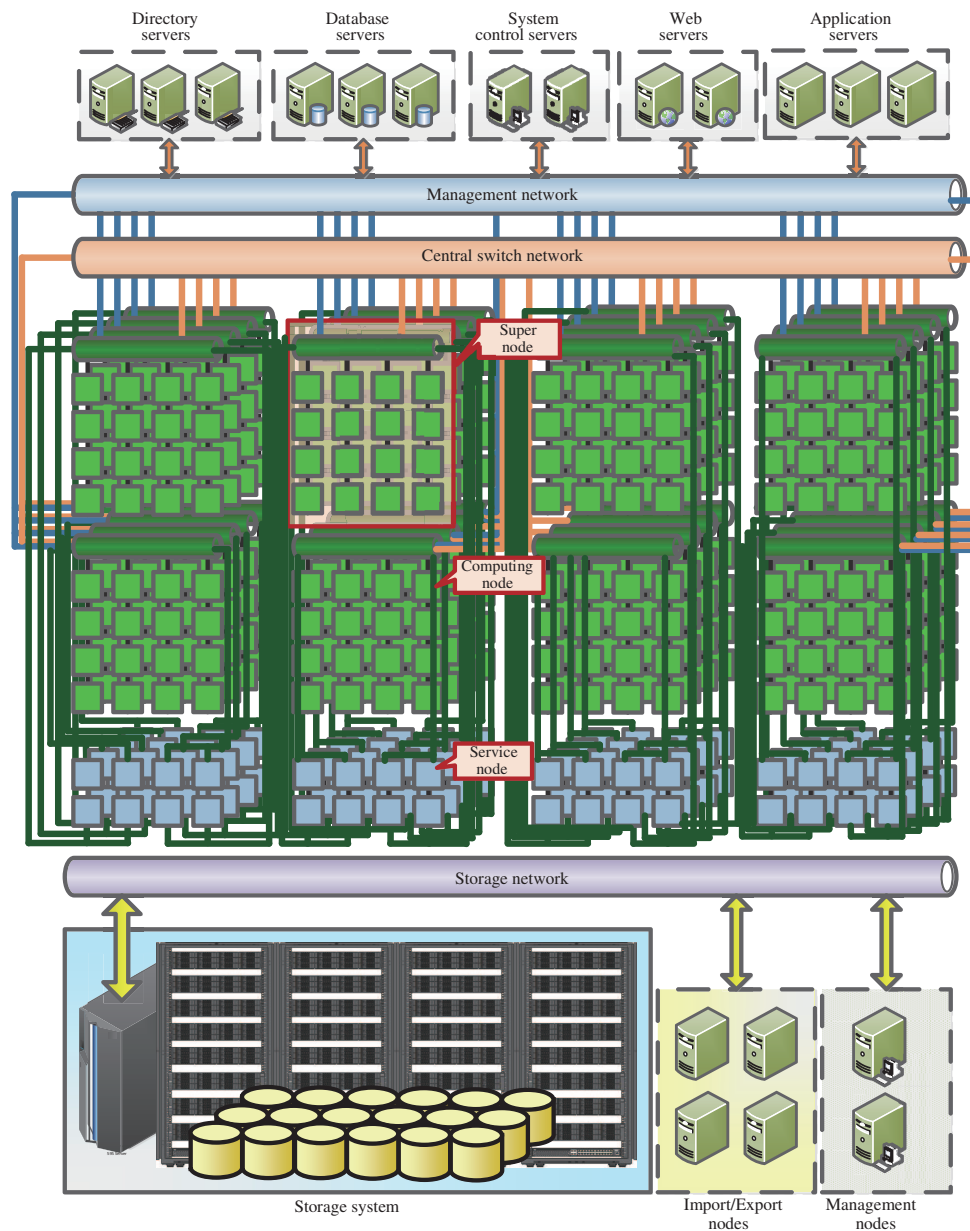 Directory
servers
Database
servers
System
control servers
Web
servers
Application
servers
Management network
Central switch network
Super
node
Computing
node
Service
node
Storage network
Storage system
Import/Export
nodes
Management
nodes